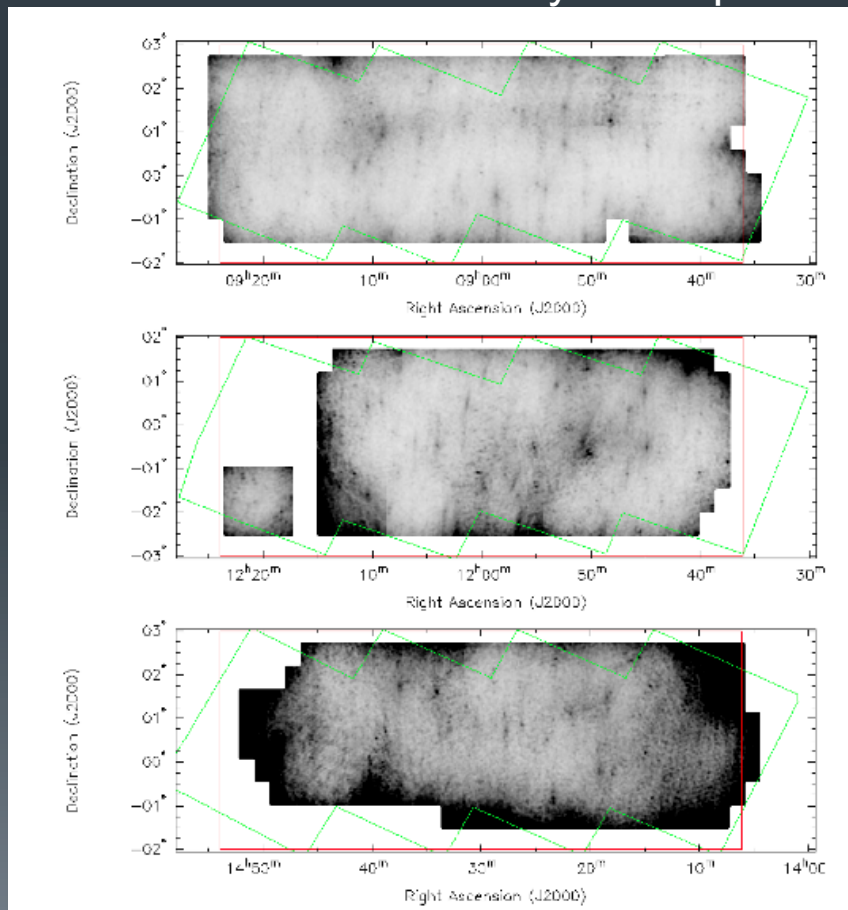 03°
02°
01°
00°
−01°
−02°
Declination (J2000)
09ʰ20ᵐ 10ᵐ 09ʰ00ᵐ 50ᵐ 40ᵐ 30ᵐ
Right Ascension (J2000)
02°
01°
00°
−01°
−02°
−03°
Declination (J2000)
12ʰ20ᵐ 10ᵐ 12ʰ00ᵐ 50ᵐ 40ᵐ 30ᵐ
Right Ascension (J2000)
03°
02°
01°
00°
−01°
−02°
Declination (J2000)
14ʰ50ᵐ 40ᵐ 30ᵐ 20ᵐ 14ʰ00
Right Ascension (J2000)